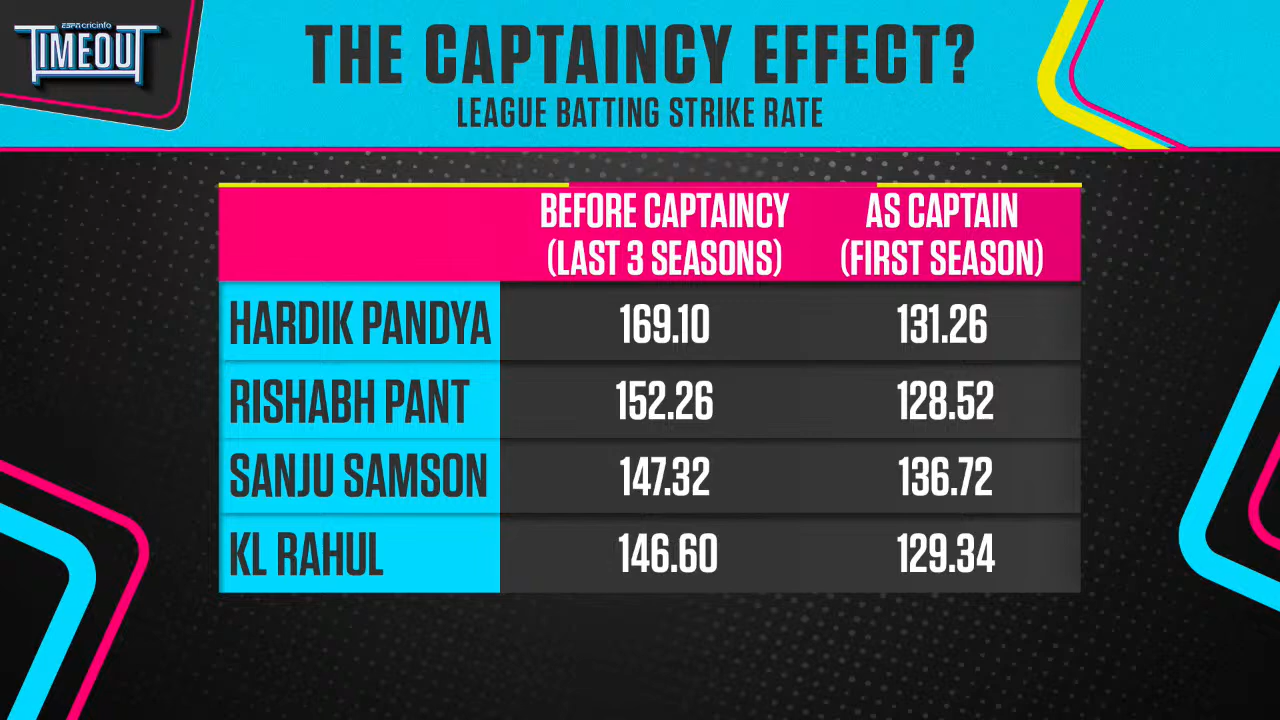 ESPN cricinfo
TIMEOUT
THE CAPTAINCY EFFECT?
LEAGUE BATTING STRIKE RATE
BEFORE CAPTAINCY AS CAPTAIN
(LAST 3 SEASONS) (FIRST SEASON)
HARDIK PANDYA 169.10 131.26
RISHABH PANT 152.26 128.52
SANJU SAMSON 147.32 136.72
KL RAHUL 146.60 129.34